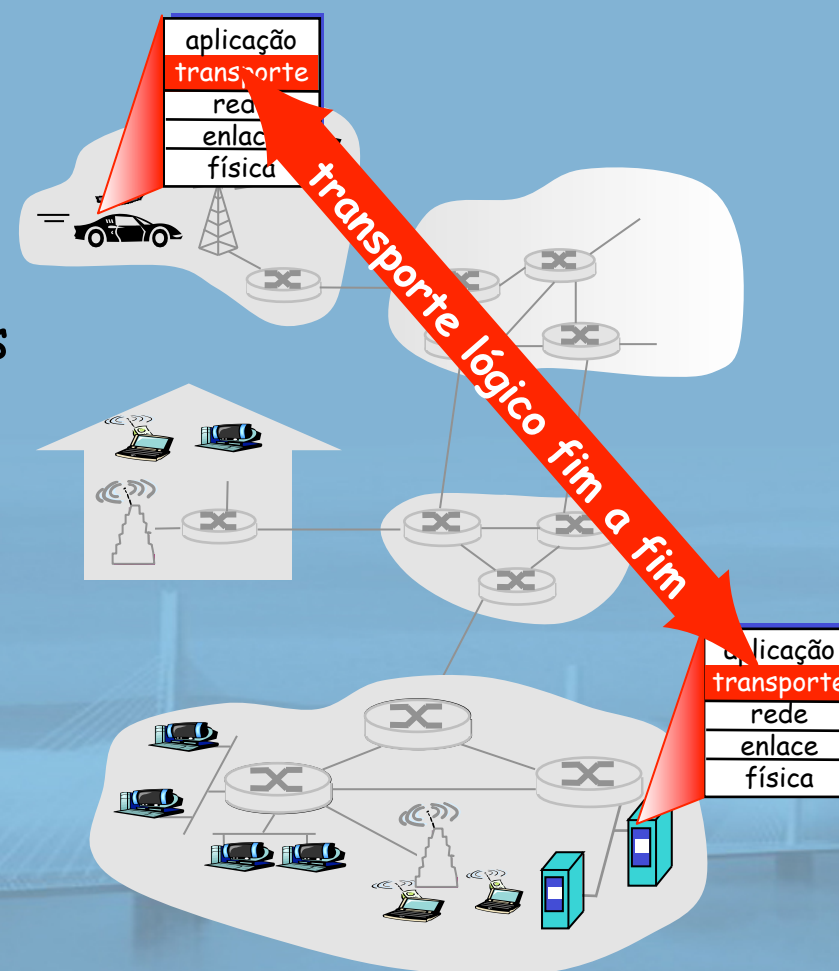 aplicação
transporte
rede
enlace
física
transporte lógico fim a fim
s
aplicação
transporte
rede
enlace
física